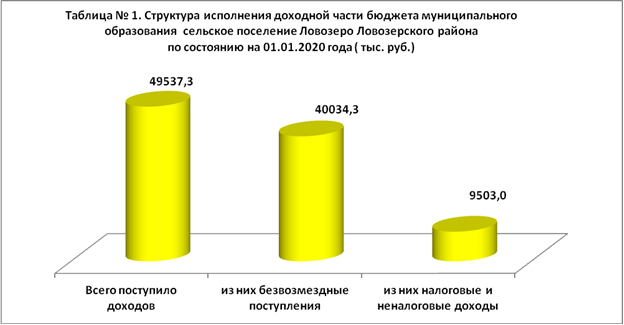 Таблица № 1. Структура исполнения доходной части бюджета муниципального
образования сельское поселение Ловозеро Ловозерского района
по состоянию на 01.01.2020 года ( тыс. руб.)
49537,3
40034,3
9503,0
Всего поступило
доходов
из них безвозмездные
поступления
из них налоговые и
неналоговые доходы